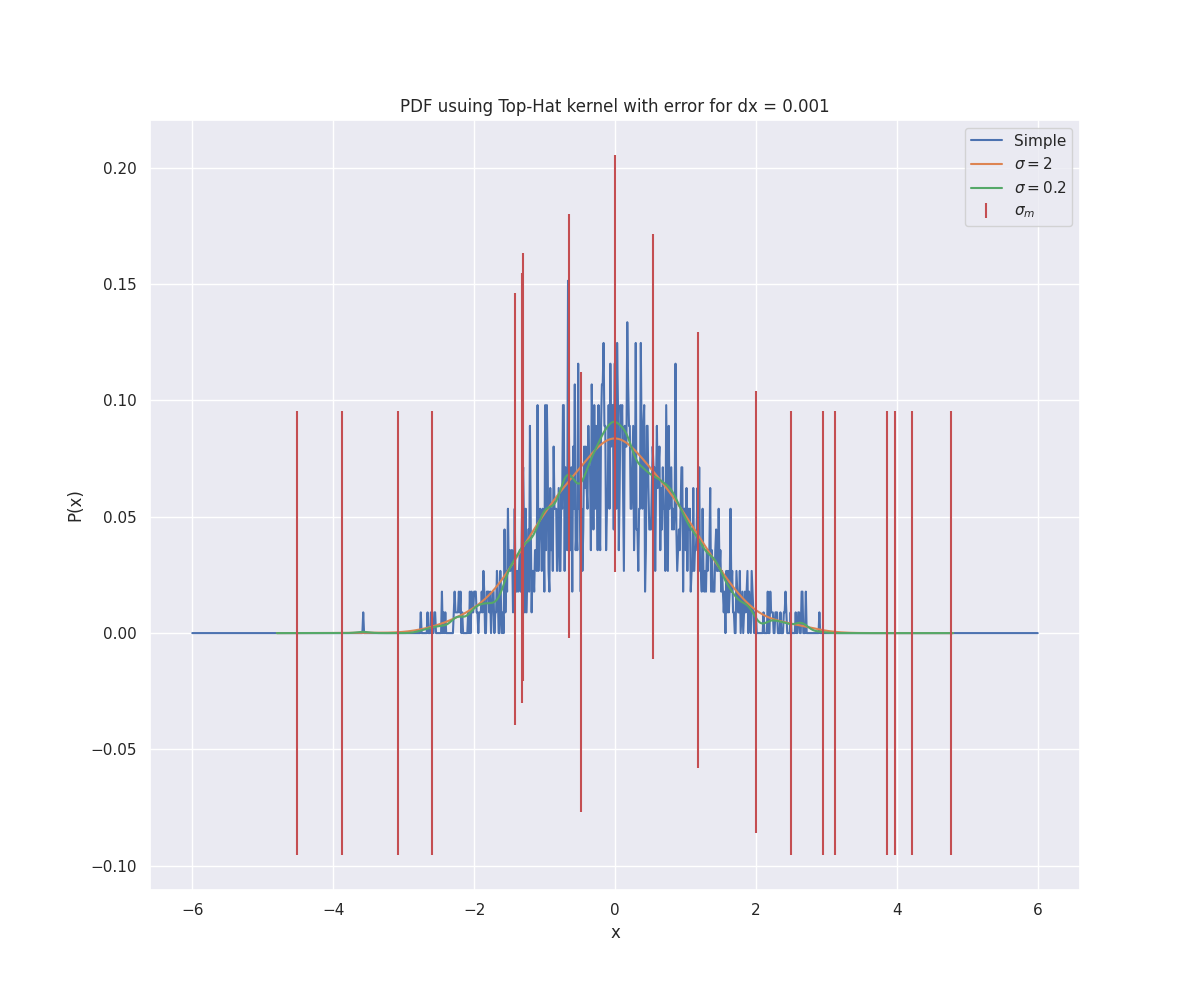 PDF usuing Top-Hat kernel with error for dx = 0.001
Simple
σ = 2
σ = 0.2
σm
0.20
0.15
0.10
0.05
0.00
−0.05
−0.10
P(x)
−6
−4
−2
0
2
4
6
x